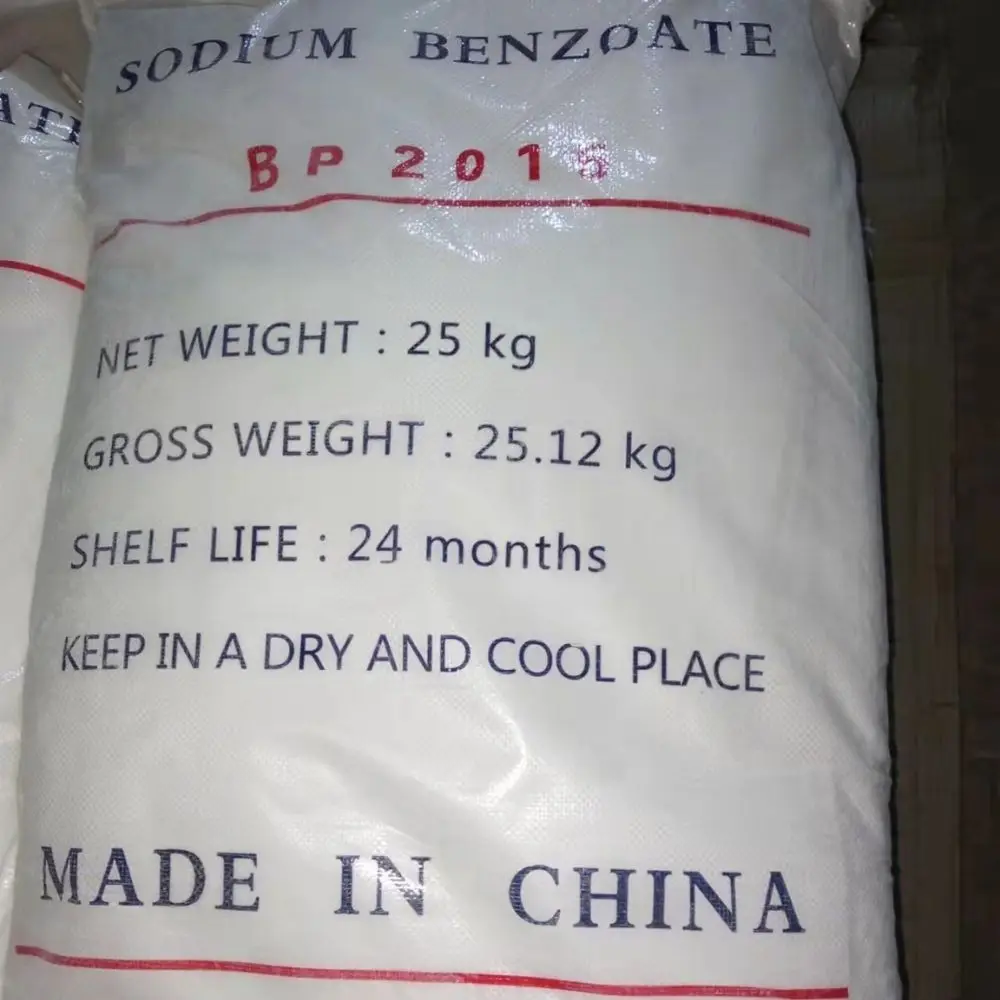 SODIUM BENZOATE
BP 2015
NET WEIGHT : 25 kg
GROSS WEIGHT : 25.12 kg
SHELF LIFE : 24 months
KEEP IN A DRY AND COOL PLACE
MADE IN CHINA